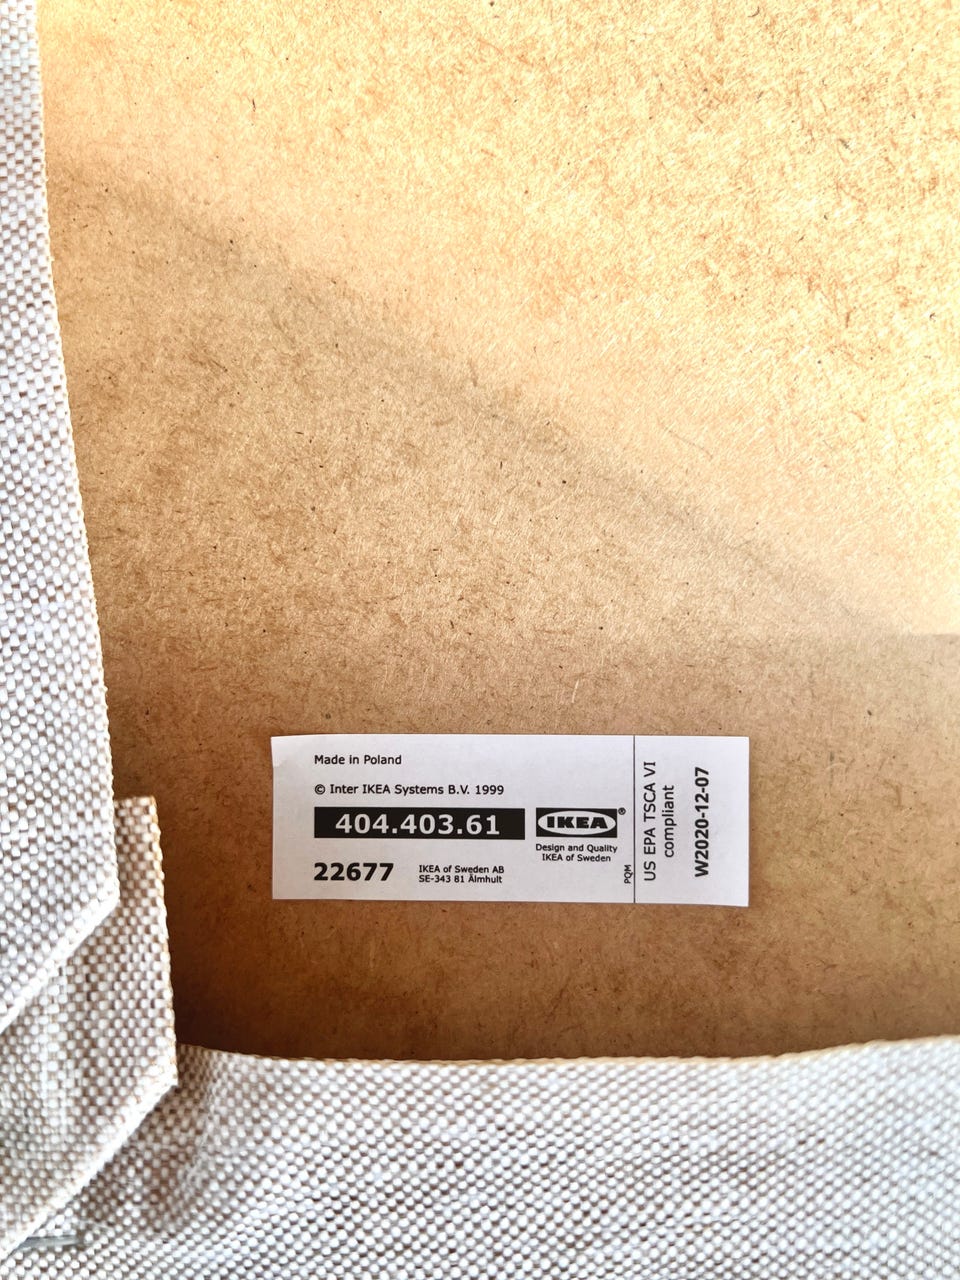 Made in Poland
© Inter IKEA Systems B.V. 1999
404.403.61
IKEA®
Design and Quality
IKEA of Sweden
22677
IKEA of Sweden AB
SE-343 81 Älmhult
PQM
US EPA TSCA VI
compliant
W2020-12-07